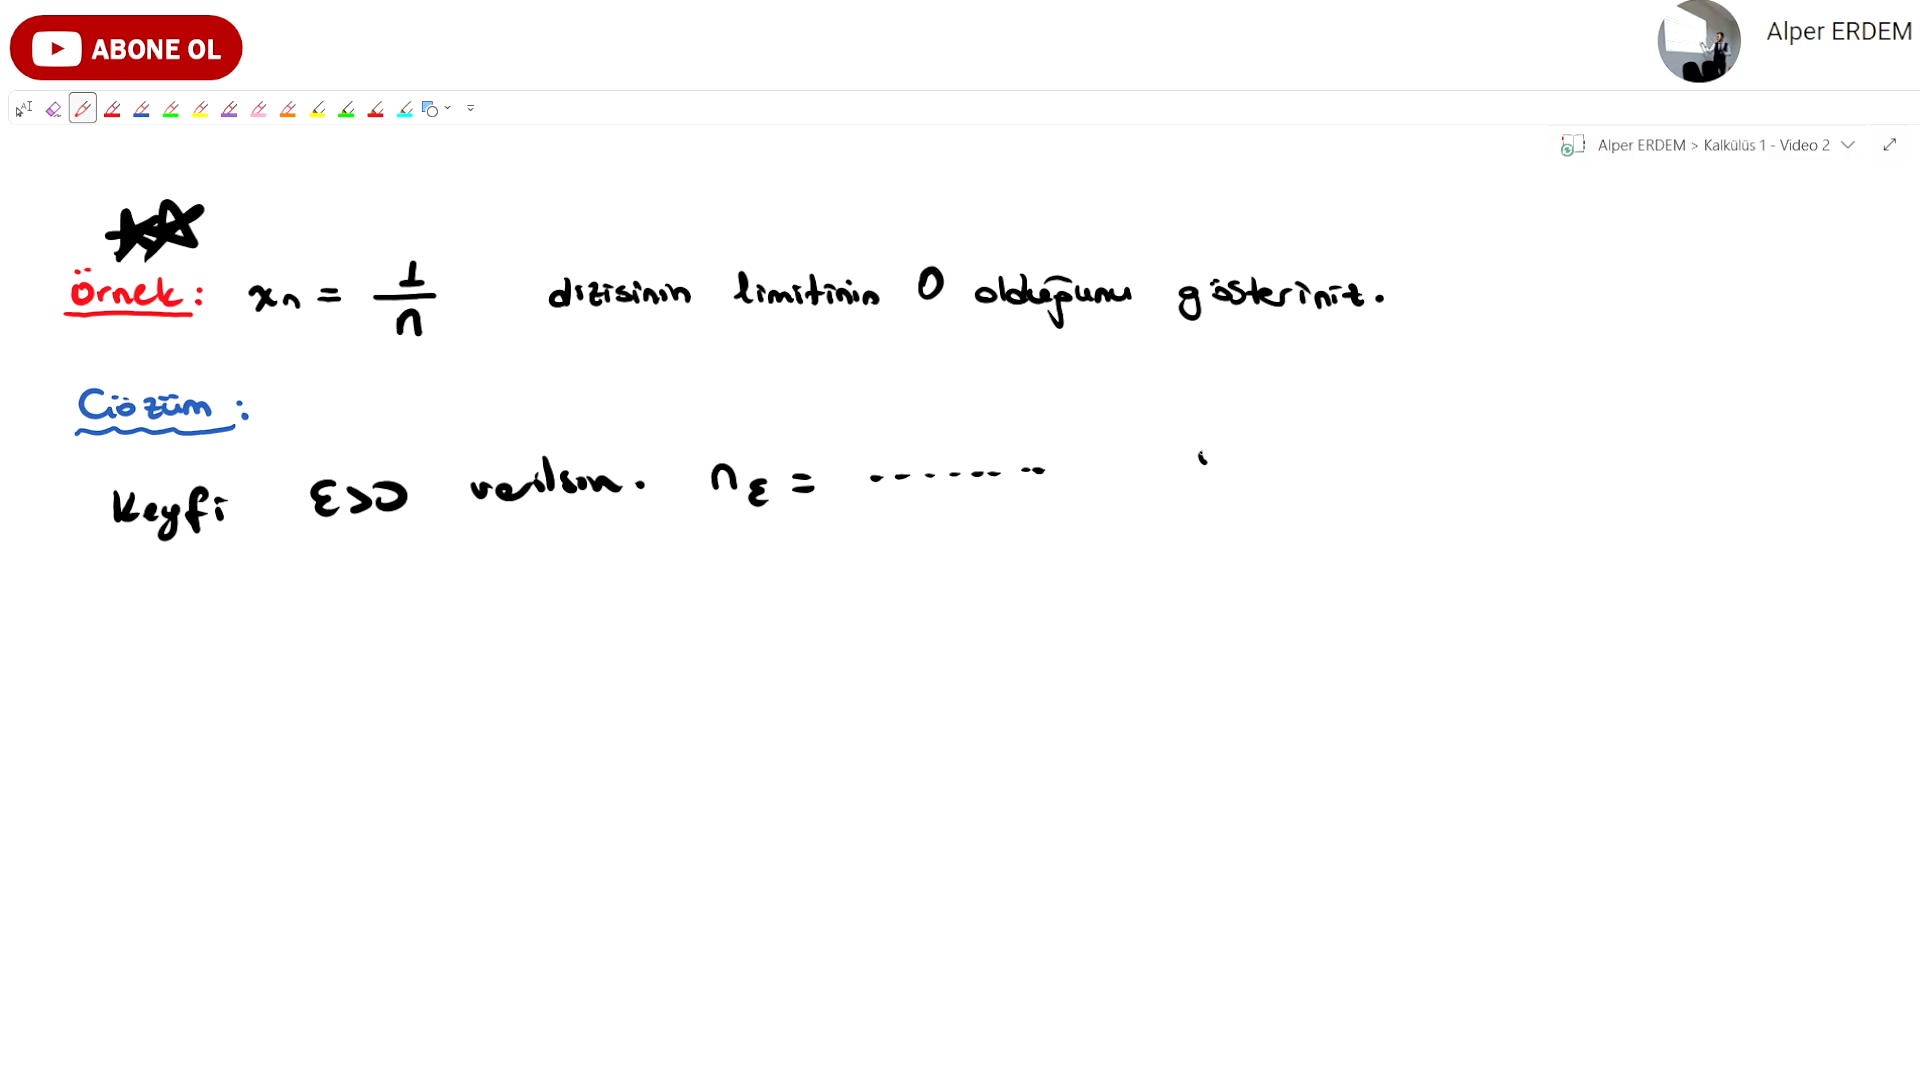 ABONE OL
Alper ERDEM
Alper ERDEM > Kalkülüs 1 - Video 2
Örnek: xn = 1/n dizisinin limitinin 0 olduğunu gösteriniz.
Çözüm:
Keyfi ε>0 verilsin. nε = -------